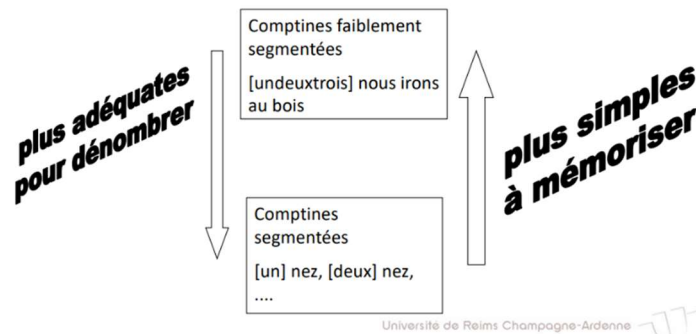 Comptines faiblement
segmentées
[undeuxtrois] nous irons
au bois
plus adéquates
pour dénombrer
plus simples
à mémoriser
Comptines
segmentées
[un] nez, [deux] nez,
....
Université de Reims Champagne-Ardenne